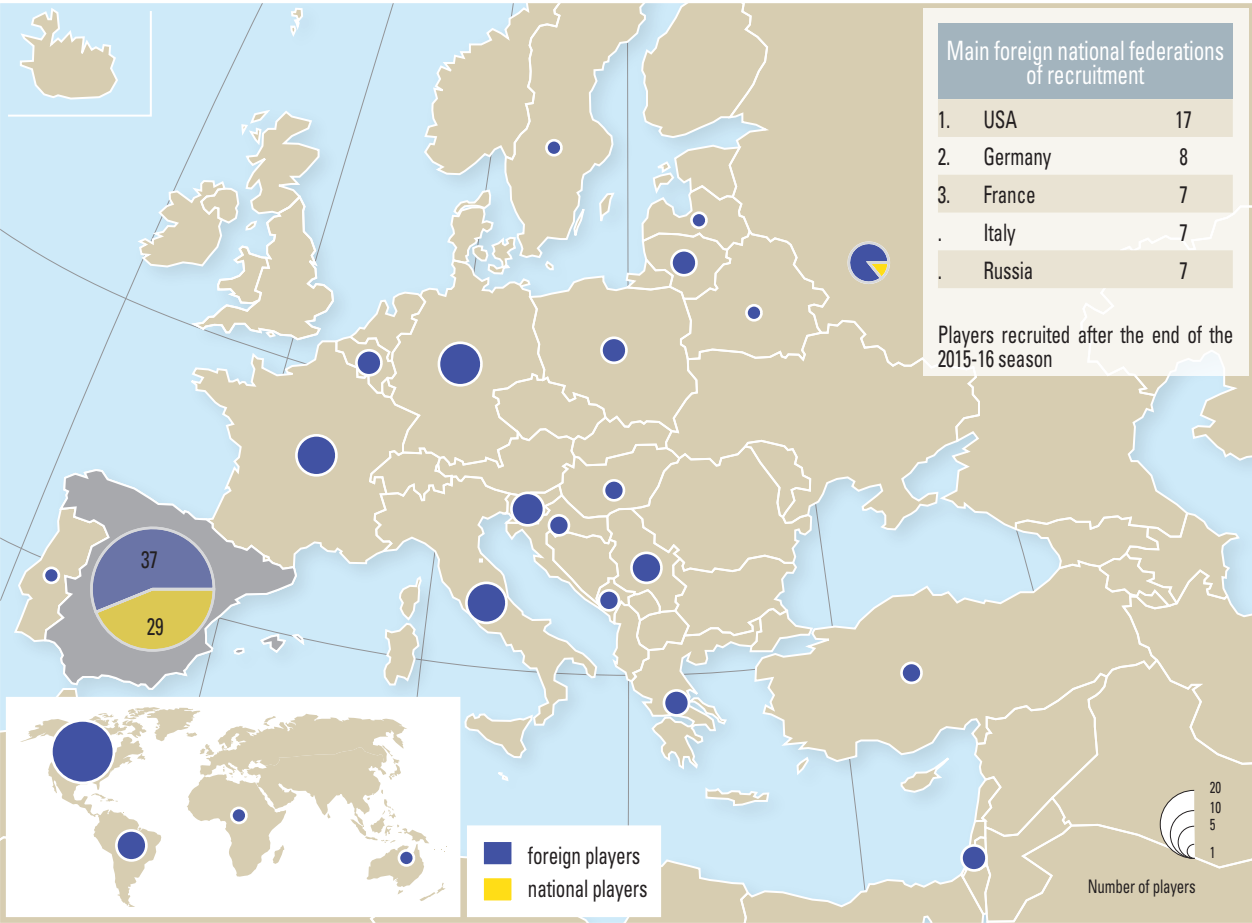 Main foreign national federations
of recruitment
1. USA 17
2. Germany 8
3. France 7
. Italy 7
. Russia 7
Players recruited after the end of the
2015-16 season
37
29
foreign players
national players
20
10
5
1
Number of players